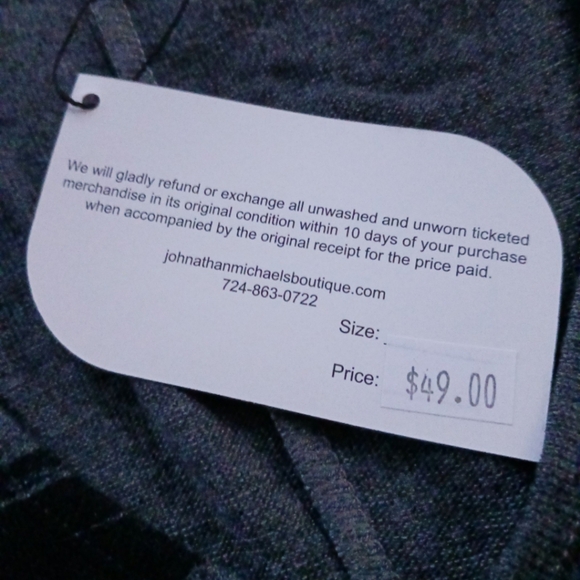 We will gladly refund or exchange all unwashed and unworn ticketed
merchandise in its original condition within 10 days of your purchase
when accompanied by the original receipt for the price paid.
johnathanmichaelsboutique.com
724-863-0722
Size:
Price: $49.00